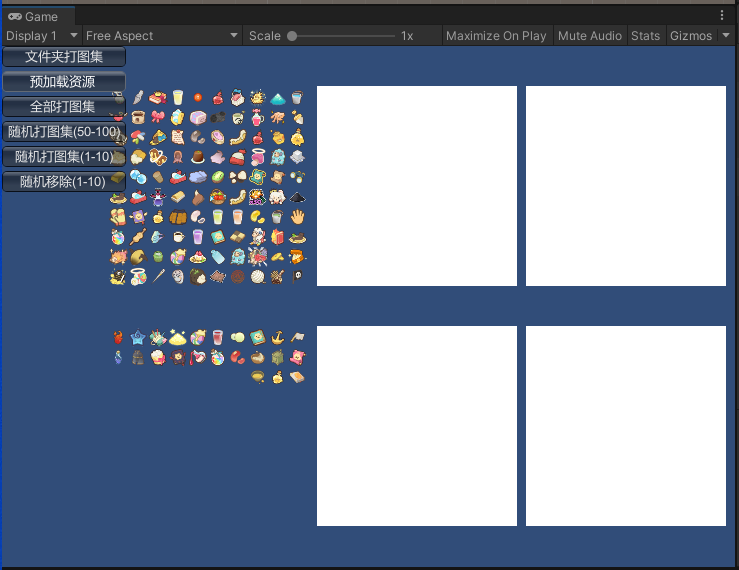 Game
Display 1 Free Aspect Scale 1x Maximize On Play Mute Audio Stats Gizmos
文件夹打图集
预加载资源
全部打图集
随机打图集(50-100)
随机打图集(1-10)
随机移除(1-10)